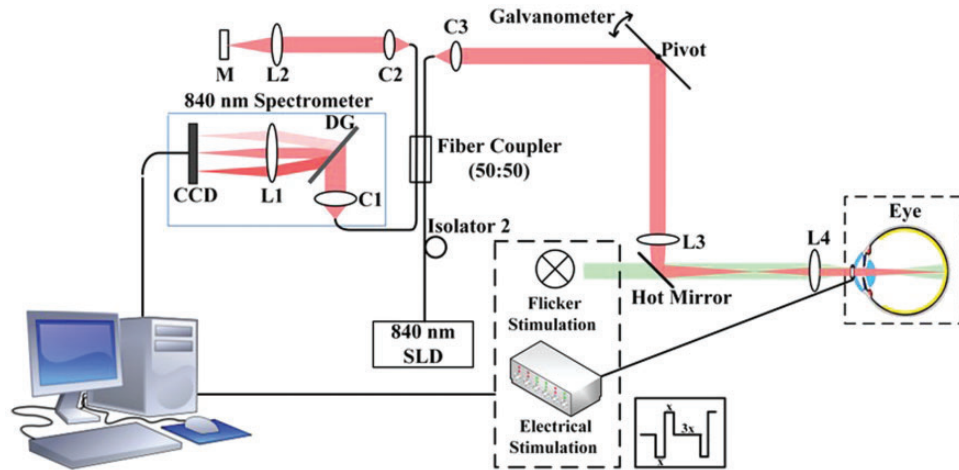 Galvanometer
C3
Pivot
M
L2
C2
840 nm Spectrometer
DG
Fiber Coupler
(50:50)
CCD
L1
C1
Isolator 2
Eye
L3
L4
Hot Mirror
Flicker
Stimulation
840 nm
SLD
Electrical
Stimulation
x
3x
x